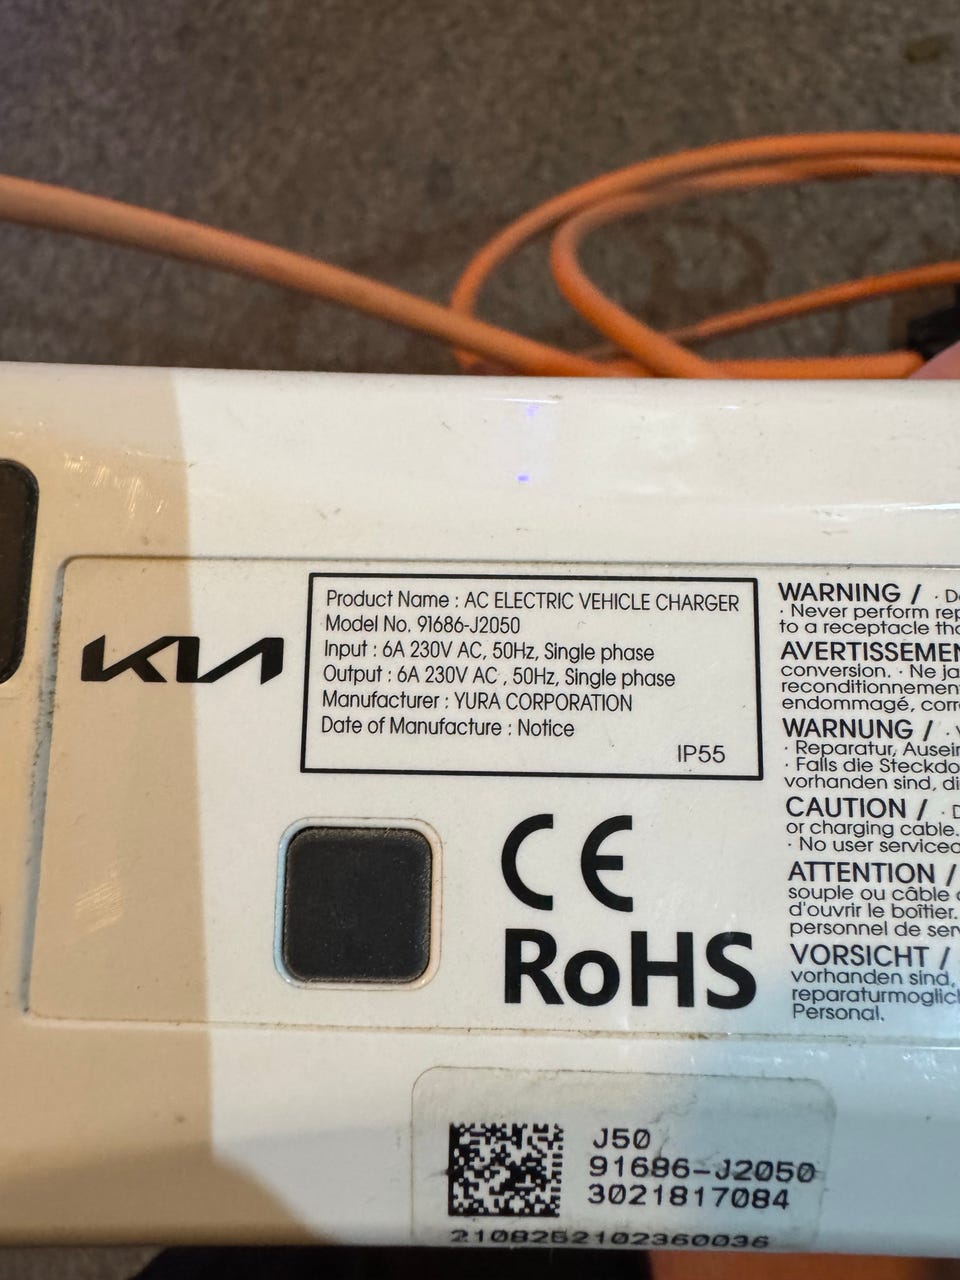 KIA
Product Name : AC ELECTRIC VEHICLE CHARGER
Model No. 91686-J2050
Input : 6A 230V AC, 50Hz, Single phase
Output : 6A 230V AC , 50Hz, Single phase
Manufacturer : YURA CORPORATION
Date of Manufacture : Notice
IP55
CE
RoHS
WARNING / ·
· Never perform
to a receptacle
AVERTISSEMEN
conversion. · Ne
reconditionnemen
endommagé,
WARNUNG / ·
· Reparatur,
· Falls die
vorhanden sind,
CAUTION / ·
or charging cable.
· No user
ATTENTION /
souple ou câble
d'ouvrir le boîtier.
personnel de
VORSICHT /
vorhanden sind,
reparaturmoglich
Personal.
J50
91686-J2050
3021817084
2108252102360036